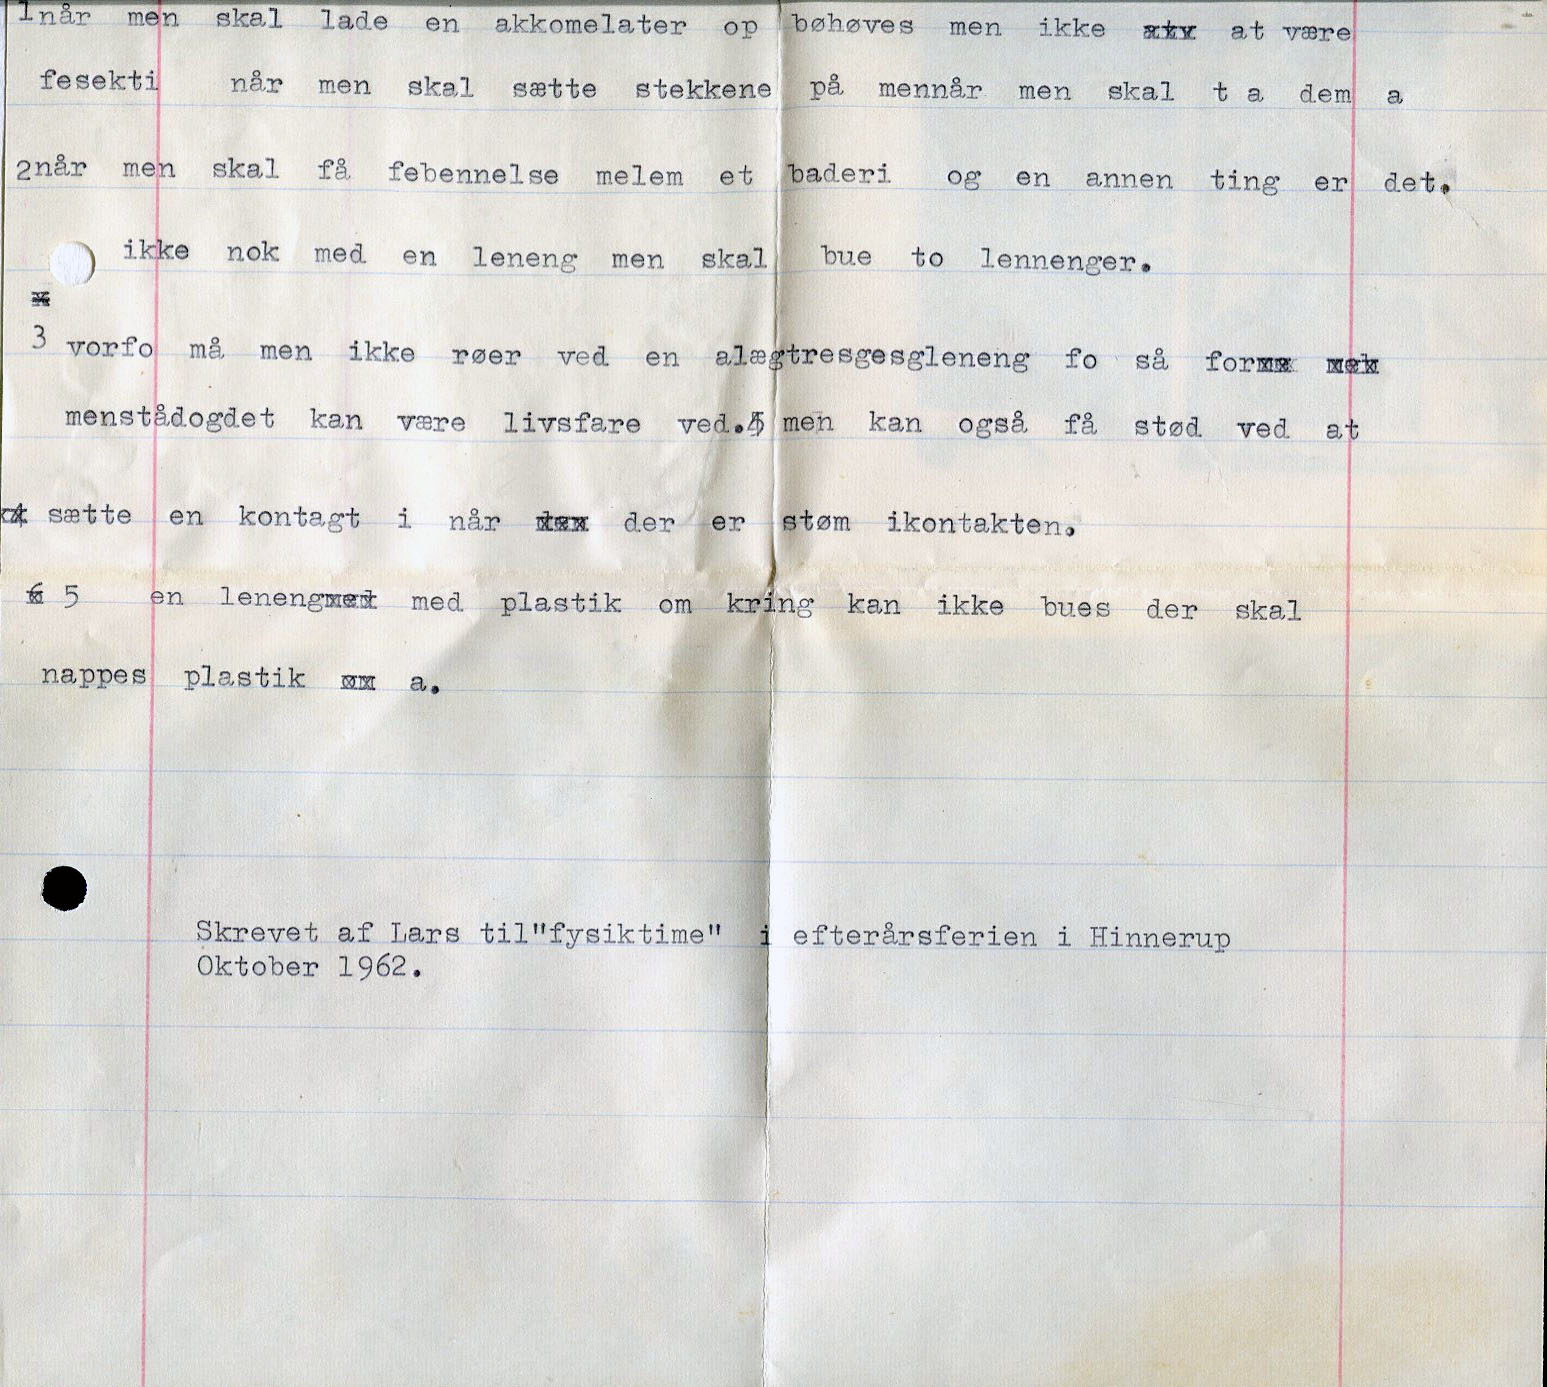 1når men skal lade en akkomelater op bøhøves men ikke at være
fesekti når men skal sætte stekkene på mennår men skal t a dem a
2når men skal få febennelse melem et baderi og en annen ting er det.
ikke nok med en leneng men skal bue to lennenger.
3 vorfo må men ikke røer ved en alægtresgesgleneng fo så for
menstådogdet kan være livsfare ved. men kan også få stød ved at
4 sætte en kontagt i når der er støm ikontakten.
5 en leneng med plastik om kring kan ikke bues der skal
nappes plastik a.
Skrevet af Lars til"fysiktime" i efterårsferien i Hinnerup
Oktober 1962.